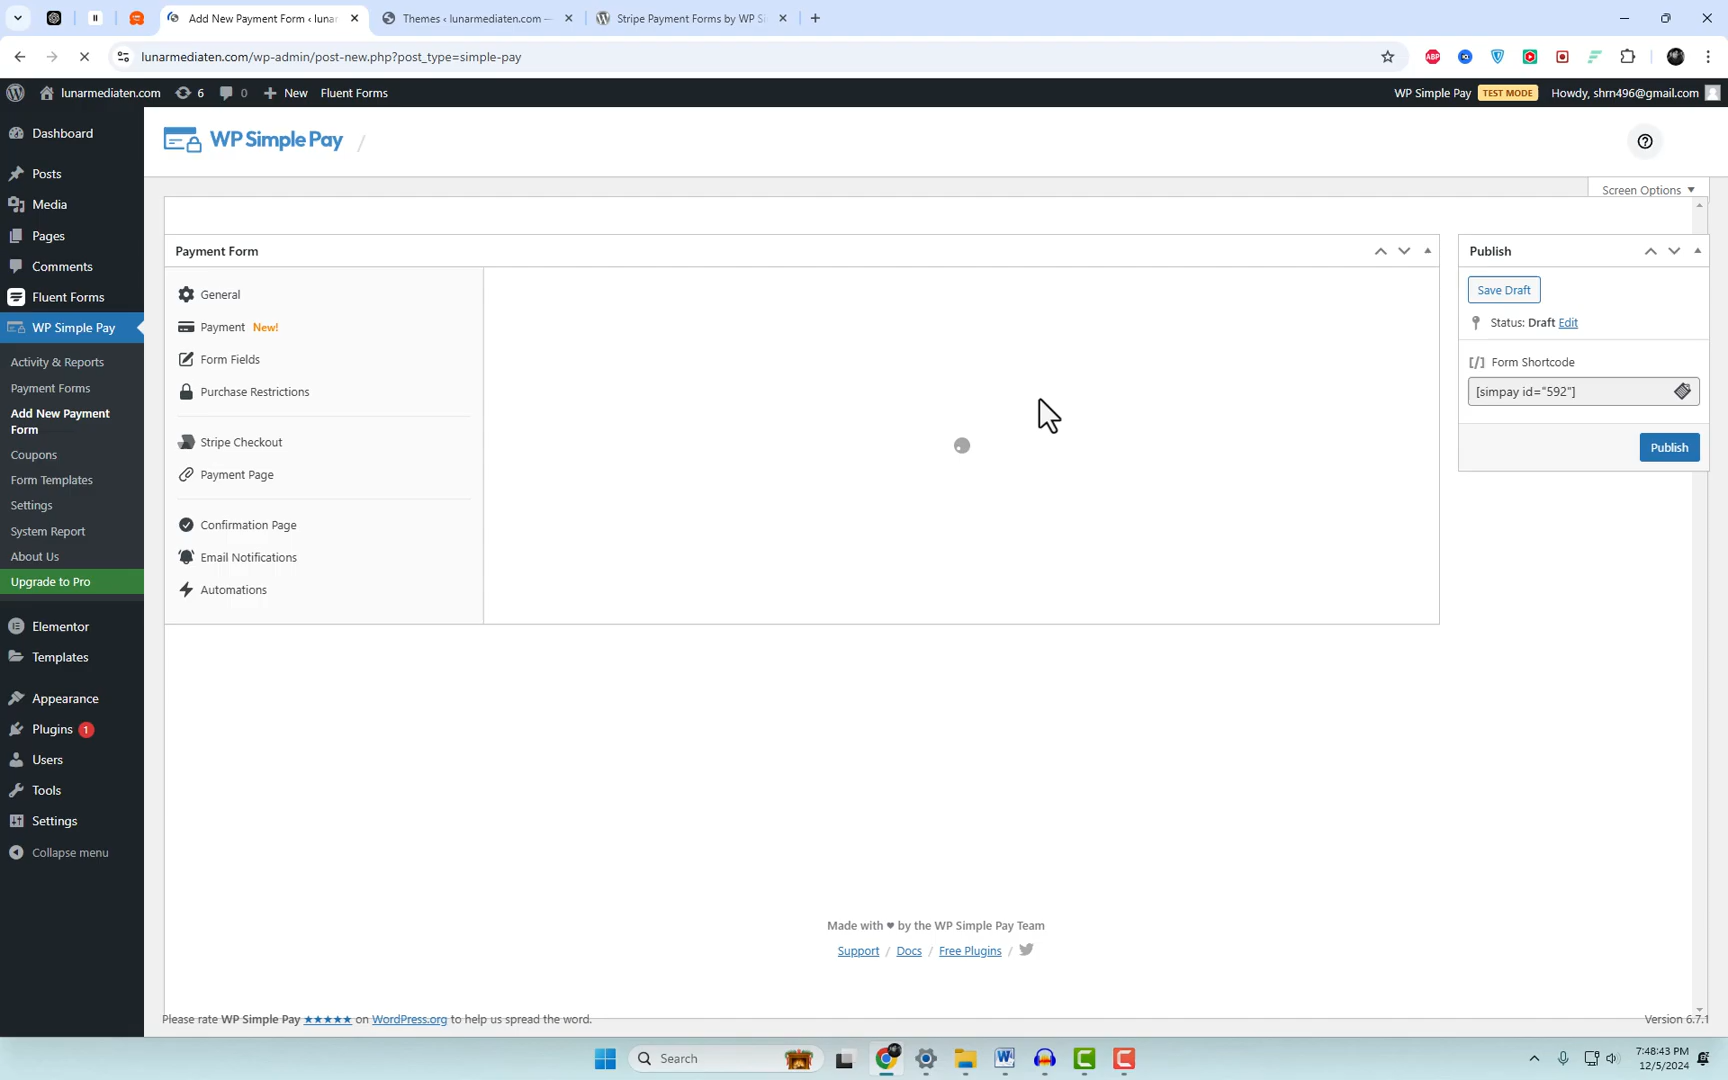 Add New Payment Form ‹ lunar
Themes ‹ lunarmediaten.com —
Stripe Payment Forms by WP Si
lunarmediaten.com/wp-admin/post-new.php?post_type=simple-pay
ABP
lunarmediaten.com
6
0
New
Fluent Forms
WP Simple Pay
TEST MODE
Howdy, shrn496@gmail.com
Dashboard
Posts
Media
Pages
Comments
Fluent Forms
WP Simple Pay
Activity & Reports
Payment Forms
Add New Payment
Form
Coupons
Form Templates
Settings
System Report
About Us
Upgrade to Pro
Elementor
Templates
Appearance
Plugins 1
Users
Tools
Settings
Collapse menu
WP Simple Pay /
Screen Options
Payment Form
General
Payment New!
Form Fields
Purchase Restrictions
Stripe Checkout
Payment Page
Confirmation Page
Email Notifications
Automations
Publish
Save Draft
Status: Draft Edit
[/] Form Shortcode
[simpay id="592"]
Publish
Made with ♥ by the WP Simple Pay Team
Support / Docs / Free Plugins /
Please rate WP Simple Pay ★★★★★ on WordPress.org to help us spread the word.
Version 6.7.1
Search
7:48:43 PM
12/5/2024